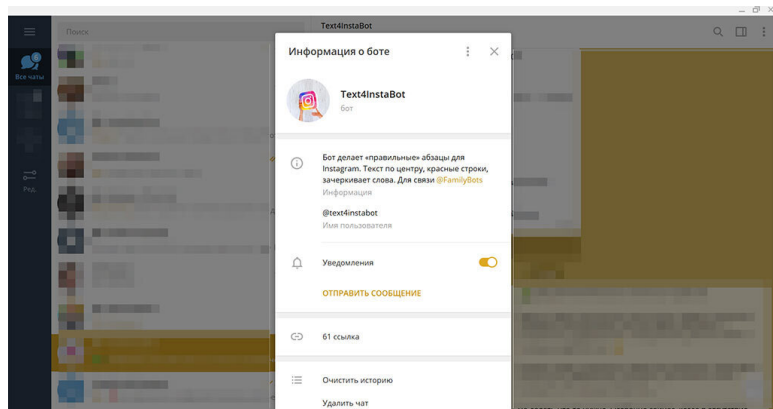 Поиск
Text4InstaBot
6
Все чаты
Ред.
Информация о боте
Text4InstaBot
бот
Бот делает «правильные» абзацы для
Instagram. Текст по центру, красные строки,
зачеркивает слова. Для связи @FamilyBots
Информация
@text4instabot
Имя пользователя
Уведомления
ОТПРАВИТЬ СООБЩЕНИЕ
61 ссылка
Очистить историю
Удалить чат